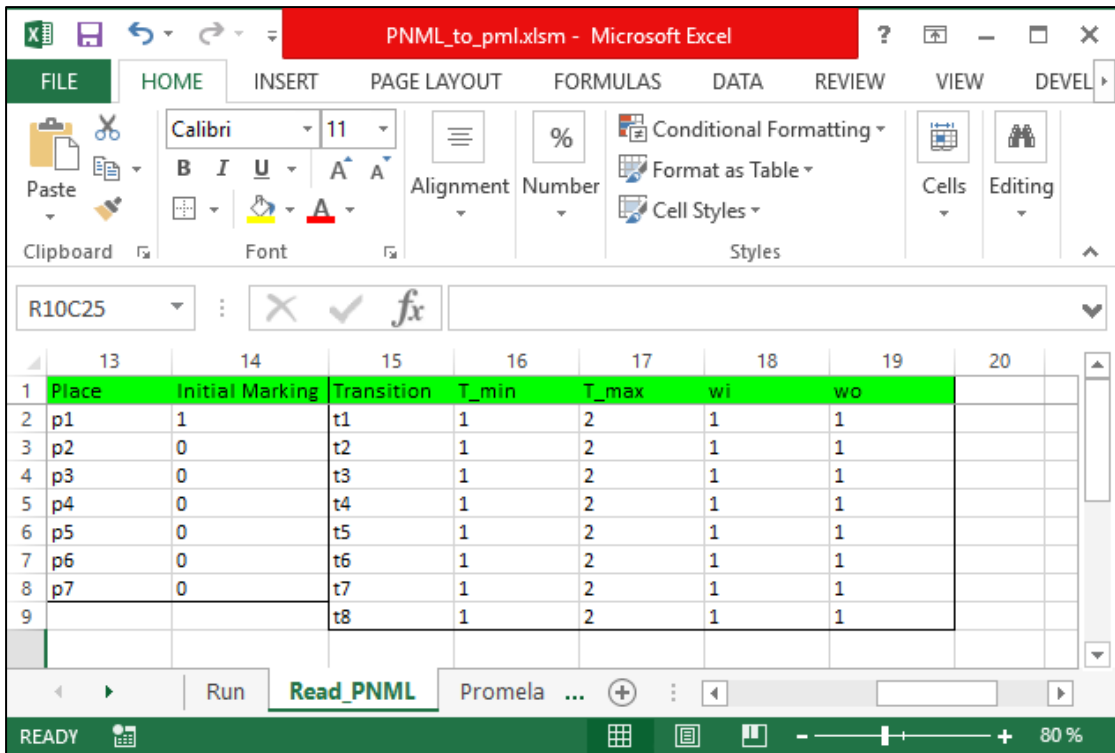 PNML_to_pml.xlsm - Microsoft Excel ?
FILE HOME INSERT PAGE LAYOUT FORMULAS DATA REVIEW VIEW DEVEL
Paste
Clipboard
Calibri 11
B I U A A
A
Font
Alignment
%
Number
Conditional Formatting
Format as Table
Cell Styles
Styles
Cells
Editing
R10C25 fx
13 14 15 16 17 18 19 20
1 Place Initial Marking Transition T_min T_max wi wo
2 p1 1 t1 1 2 1 1
3 p2 0 t2 1 2 1 1
4 p3 0 t3 1 2 1 1
5 p4 0 t4 1 2 1 1
6 p5 0 t5 1 2 1 1
7 p6 0 t6 1 2 1 1
8 p7 0 t7 1 2 1 1
9 t8 1 2 1 1
Run Read_PNML Promela ...
READY 80 %